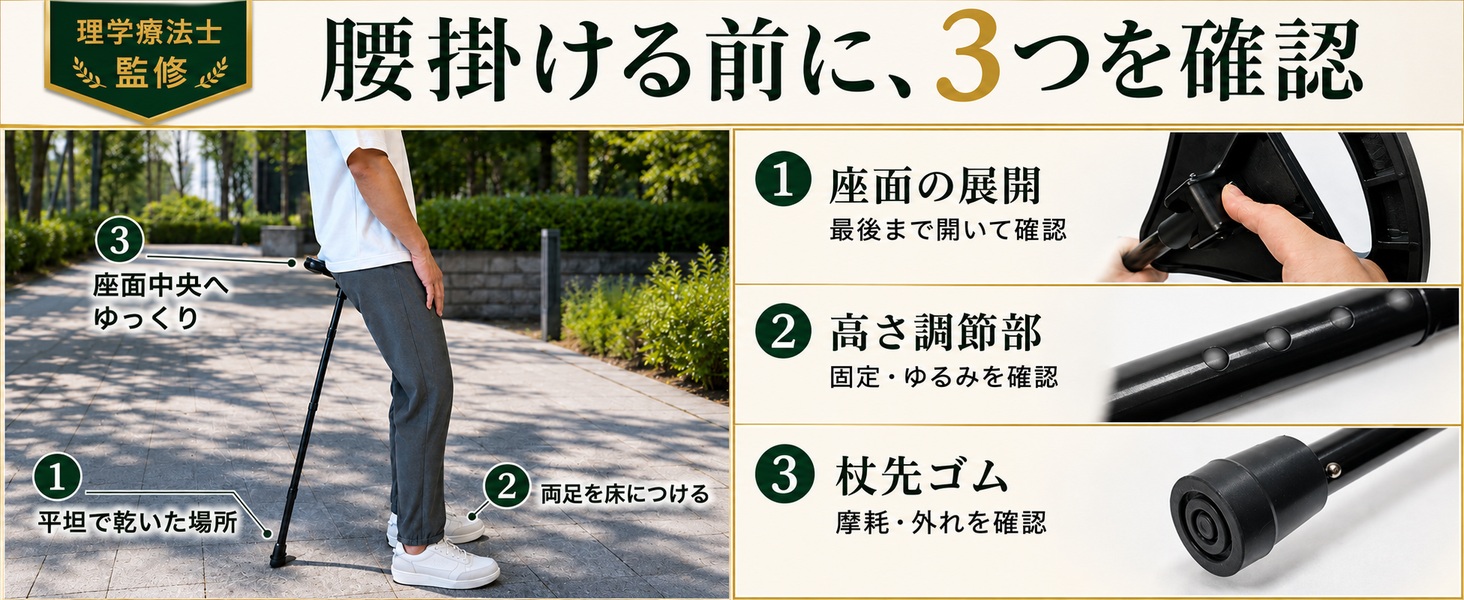 理学療法士
監修
腰掛ける前に、3つを確認
3
座面中央へ
ゆっくり
1
平坦で乾いた場所
2
両足を床につける
1 座面の展開
最後まで開いて確認
2 高さ調節部
固定・ゆるみを確認
3 杖先ゴム
摩耗・外れを確認